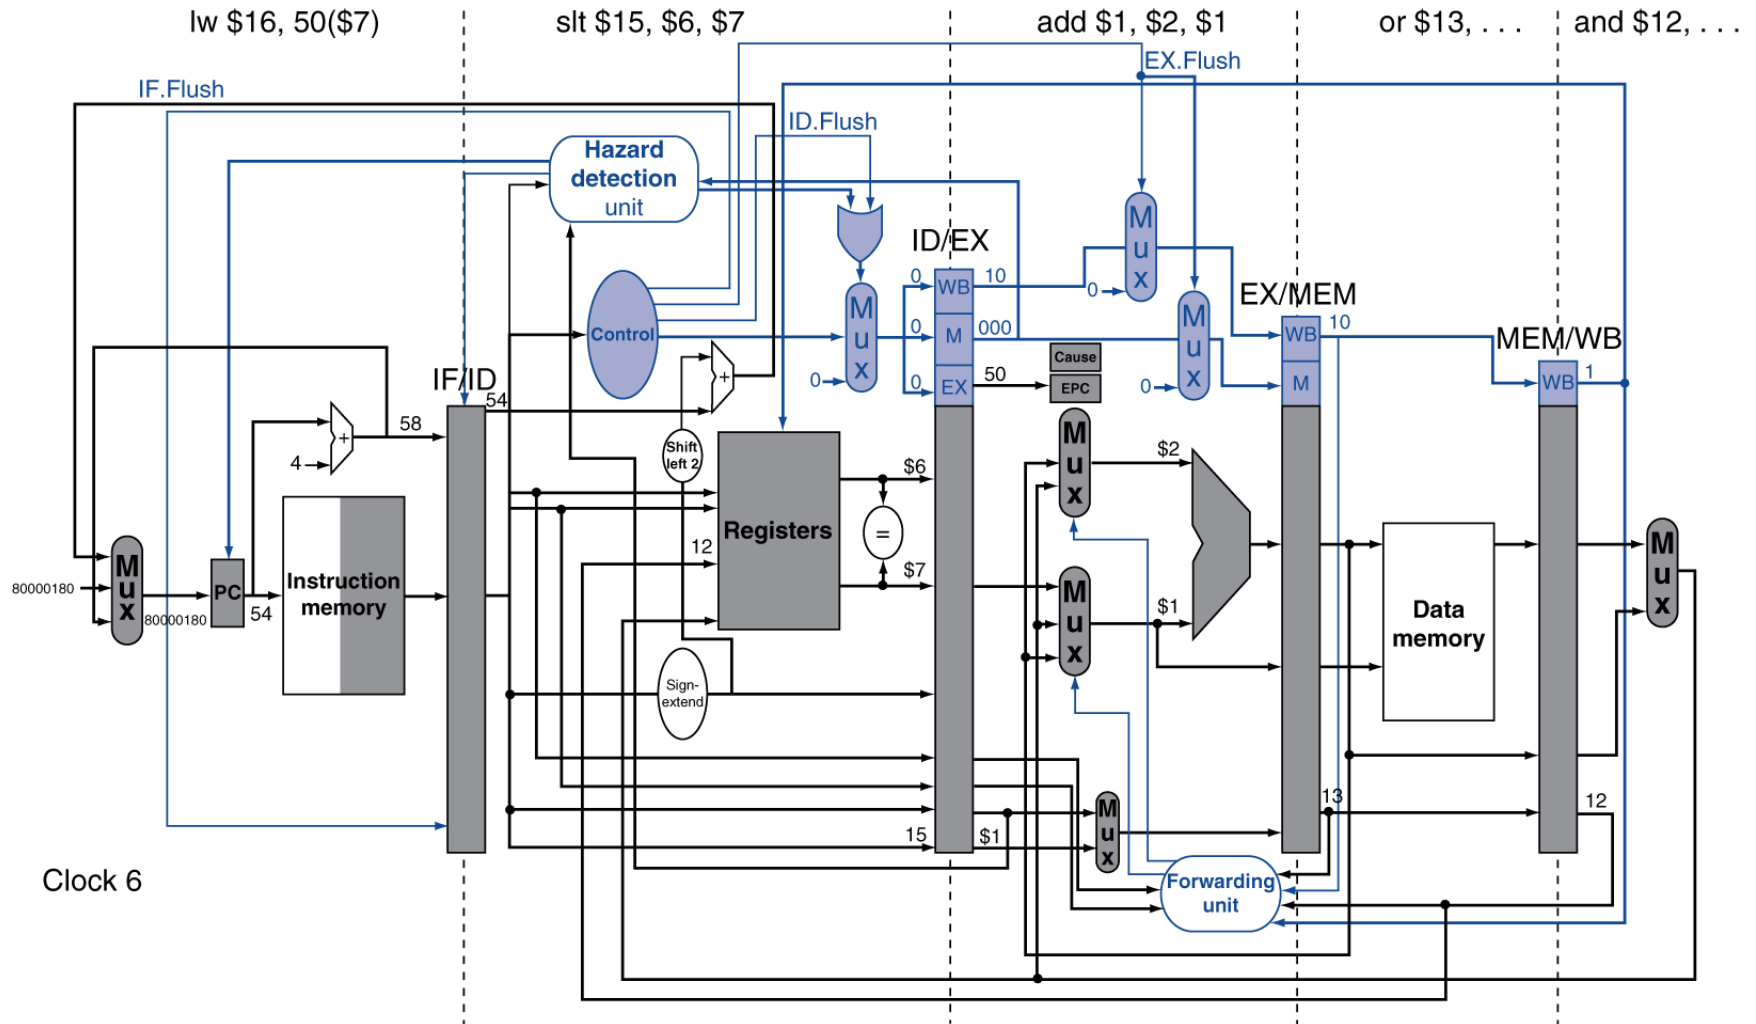 lw $16, 50($7)
slt $15, $6, $7
add $1, $2, $1
or $13, . . .
and $12, . . .
EX.Flush
IF.Flush
ID.Flush
Hazard
detection
unit
M
u
x
ID/EX
0
WB
10
0
EX/MEM
Control
M
u
x
0
M
000
M
u
x
WB
10
MEM/WB
Cause
IF/ID
+
0
0
EX
50
EPC
0
M
WB
1
54
58
+
4
Shift
left 2
M
u
x
$2
$6
Registers
=
M
u
x
12
$7
M
u
x
$1
M
u
x
80000180
80000180
PC
54
Instruction
memory
Data
memory
Sign-
extend
M
u
x
13
12
15
$1
Clock 6
Forwarding
unit